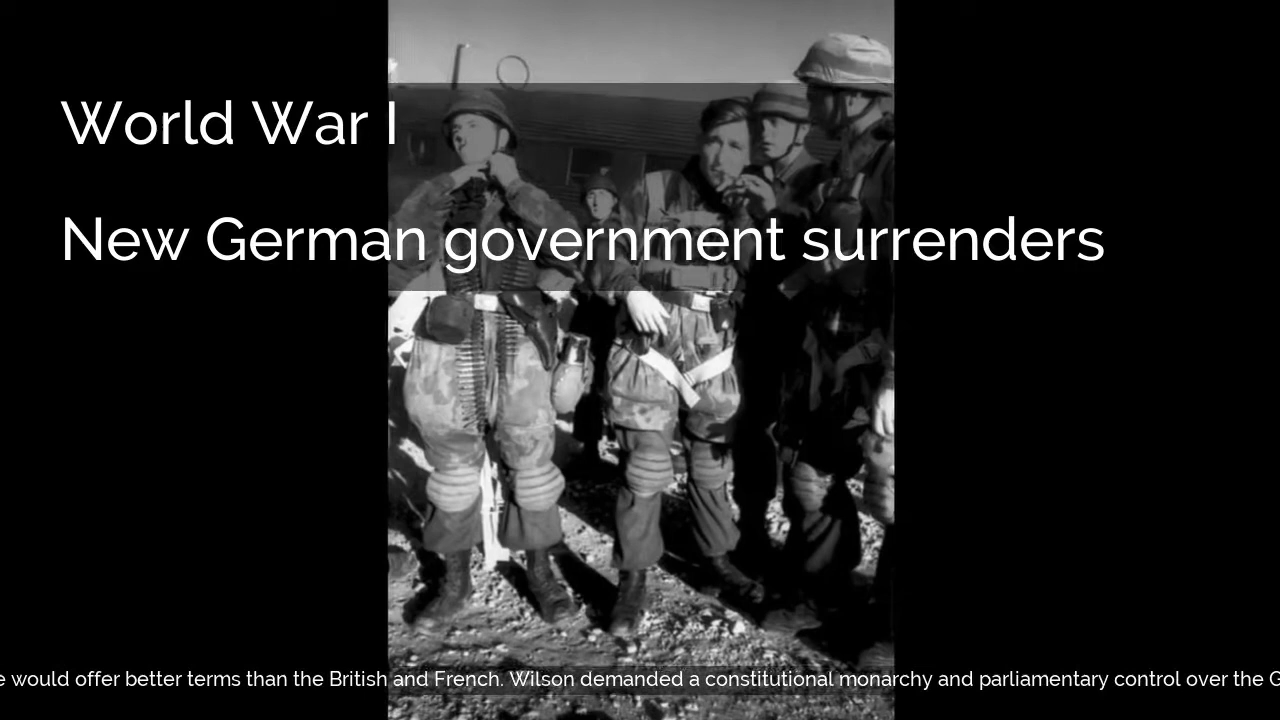 World War I
New German government surrenders
would offer better terms than the British and French. Wilson demanded a constitutional monarchy and parliamentary control over the